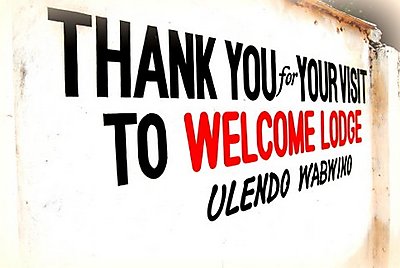 THANK YOU for YOUR VISIT
TO WELCOME LODGE
ULENDO WABWINO